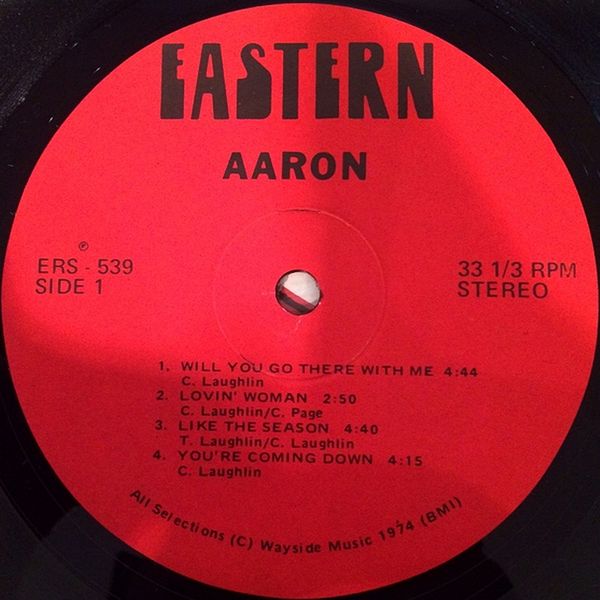 EASTERN
AARON
℗
ERS - 539
SIDE 1
33 1/3 RPM
STEREO
1. WILL YOU GO THERE WITH ME 4:44
C. Laughlin
2. LOVIN' WOMAN 2:50
C. Laughlin/C. Page
3. LIKE THE SEASON 4:40
T. Laughlin/C. Laughlin
4. YOU'RE COMING DOWN 4:15
C. Laughlin
All Selections (C) Wayside Music 1974 (BMI)